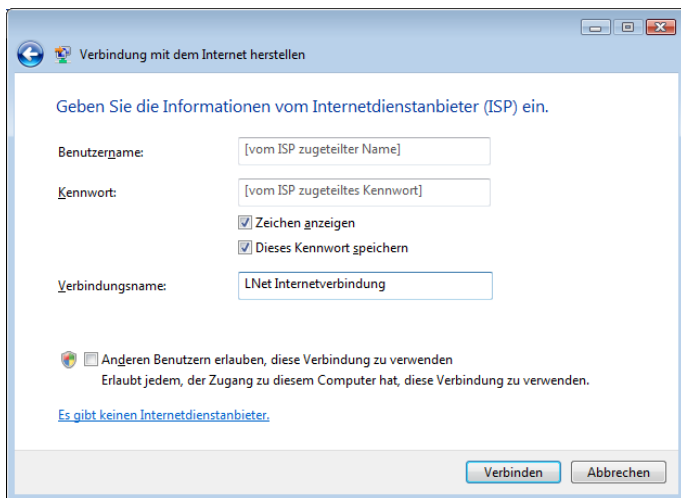 Verbindung mit dem Internet herstellen
Geben Sie die Informationen vom Internetdienstanbieter (ISP) ein.
Benutzername: [vom ISP zugeteilter Name]
Kennwort: [vom ISP zugeteiltes Kennwort]
Zeichen anzeigen
Dieses Kennwort speichern
Verbindungsname: LNet Internetverbindung
Anderen Benutzern erlauben, diese Verbindung zu verwenden
Erlaubt jedem, der Zugang zu diesem Computer hat, diese Verbindung zu verwenden.
Es gibt keinen Internetdienstanbieter.
Verbinden Abbrechen